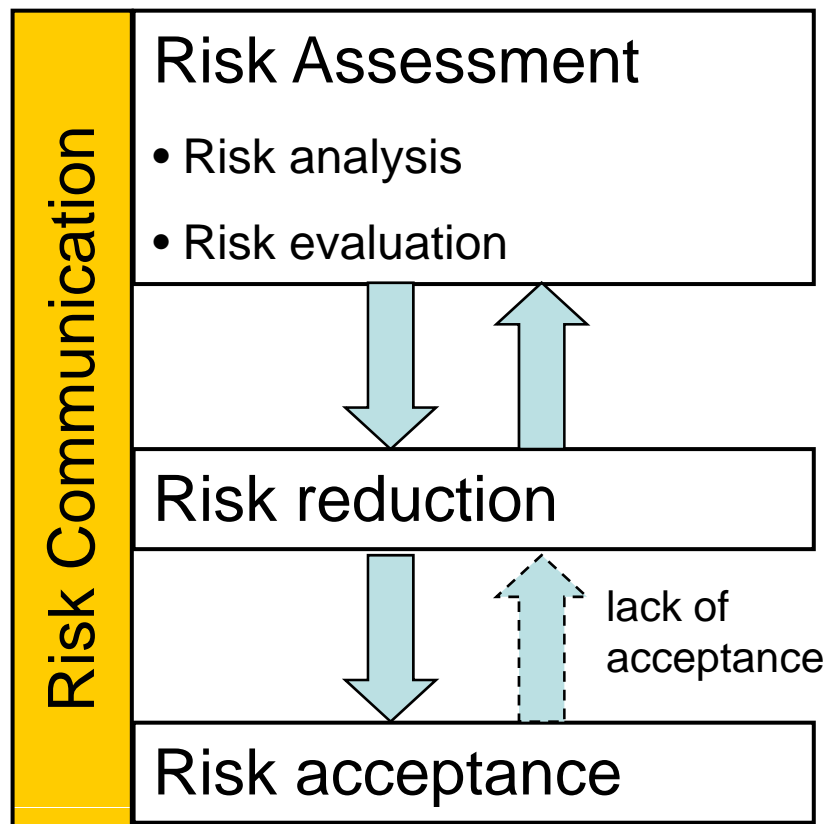 Risk Communication
Risk Assessment
• Risk analysis
• Risk evaluation
Risk reduction
lack of
acceptance
Risk acceptance